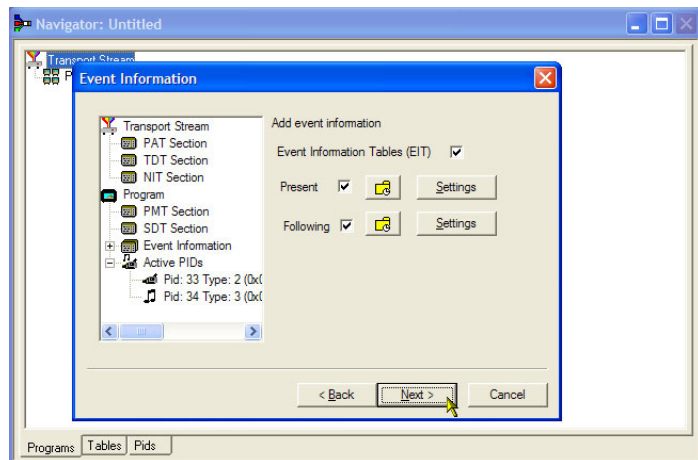 Navigator: Untitled
Transport Stream
P
Event Information
Transport Stream
PAT Section
TDT Section
NIT Section
Program
PMT Section
SDT Section
Event Information
Active PIDs
Pid: 33 Type: 2 (0x(
Pid: 34 Type: 3 (0x(
Add event information
Event Information Tables (EIT)
Present
Settings
Following
Settings
< Back
Next >
Cancel
Programs
Tables
Pids